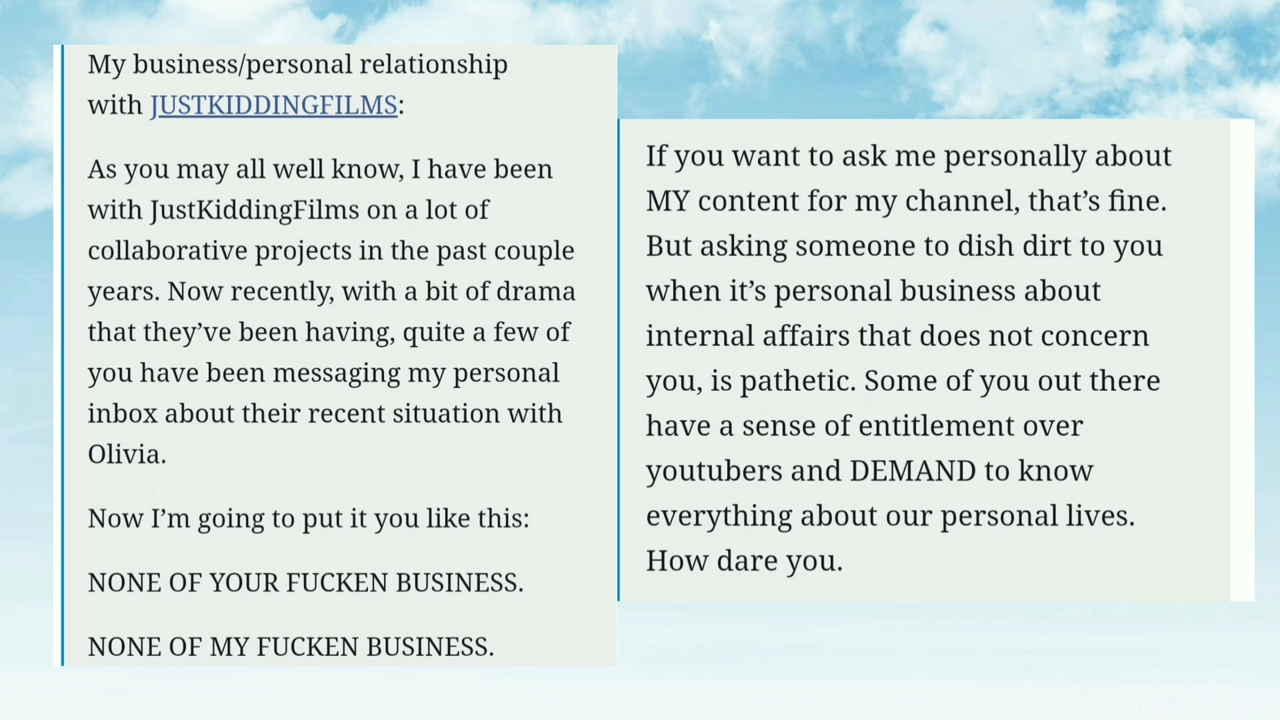 My business/personal relationship
with JUSTKIDDINGFILMS:
As you may all well know, I have been
with JustKiddingFilms on a lot of
collaborative projects in the past couple
years. Now recently, with a bit of drama
that they’ve been having, quite a few of
you have been messaging my personal
inbox about their recent situation with
Olivia.
Now I’m going to put it you like this:
NONE OF YOUR FUCKEN BUSINESS.
NONE OF MY FUCKEN BUSINESS.
If you want to ask me personally about
MY content for my channel, that’s fine.
But asking someone to dish dirt to you
when it’s personal business about
internal affairs that does not concern
you, is pathetic. Some of you out there
have a sense of entitlement over
youtubers and DEMAND to know
everything about our personal lives.
How dare you.